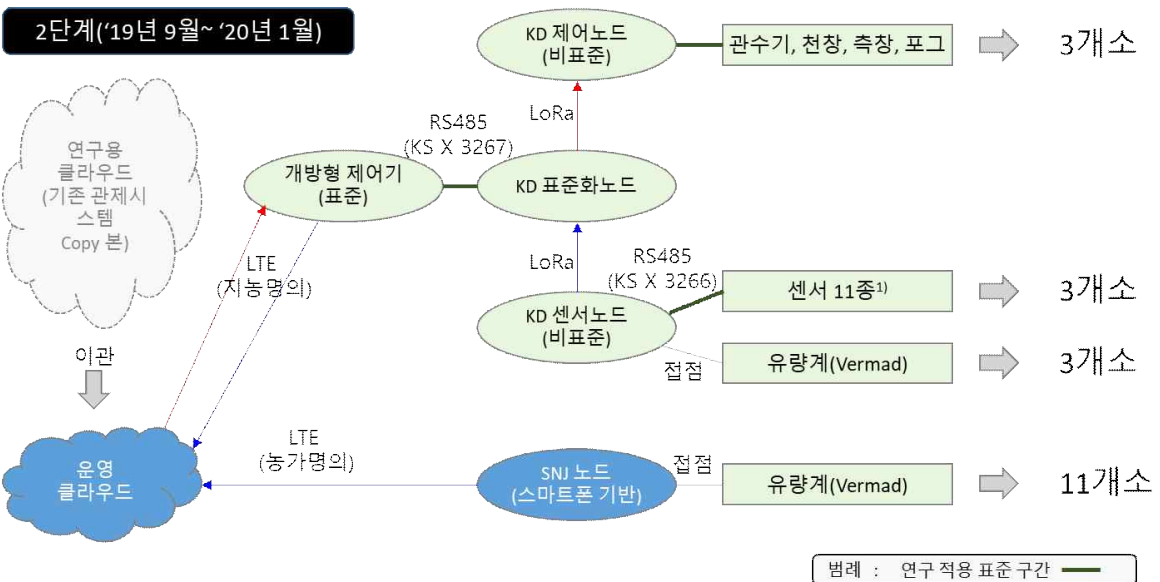 2단계('19년 9월~ '20년 1월)
KD 제어노드
(비표준)
관수기, 천창, 측창, 포그
3개소
LoRa
RS485
(KS X 3267)
연구용
클라우드
(기존 관제시
스템
Copy 본)
개방형 제어기
(표준)
KD 표준화노드
LTE
(지농명의)
LoRa
RS485
(KS X 3266)
센서 11종1)
3개소
KD 센서노드
(비표준)
이관
접점
유량계(Vermad)
3개소
운영
클라우드
LTE
(농가명의)
SNJ 노드
(스마트폰 기반)
접점
유량계(Vermad)
11개소
범례 : 연구 적용 표준 구간